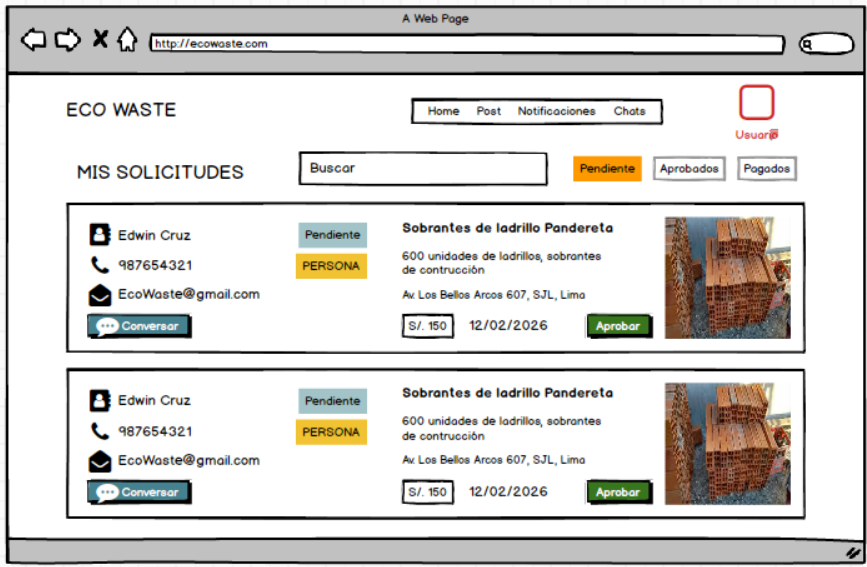 A Web Page
http://ecowaste.com
ECO WASTE
Home Post Notificaciones Chats
Usuario
MIS SOLICITUDES
Buscar
Pendiente Aprobados Pagados
Edwin Cruz
987654321
EcoWaste@gmail.com
Conversar
Pendiente
PERSONA
Sobrantes de ladrillo Pandereta
600 unidades de ladrillos, sobrantes
de contrucción
Av. Los Bellos Arcos 607, SJL, Lima
S/. 150 12/02/2026 Aprobar
Edwin Cruz
987654321
EcoWaste@gmail.com
Conversar
Pendiente
PERSONA
Sobrantes de ladrillo Pandereta
600 unidades de ladrillos, sobrantes
de contrucción
Av. Los Bellos Arcos 607, SJL, Lima
S/. 150 12/02/2026 Aprobar